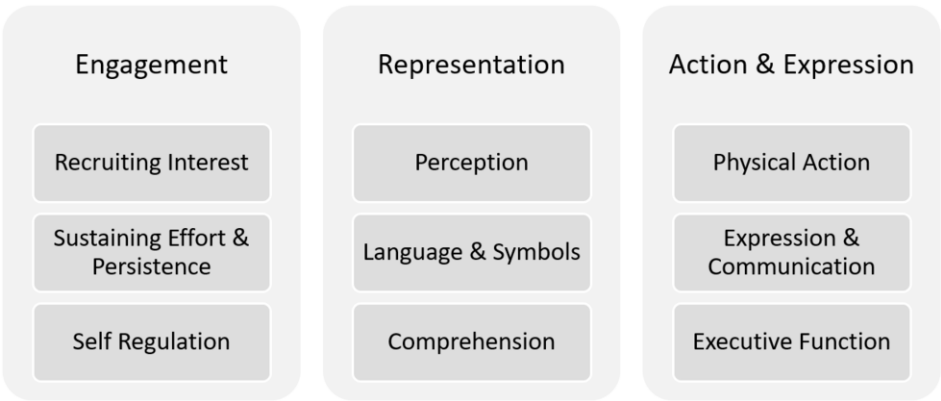 Engagement
Recruiting Interest
Sustaining Effort &
Persistence
Self Regulation
Representation
Perception
Language & Symbols
Comprehension
Action & Expression
Physical Action
Expression &
Communication
Executive Function